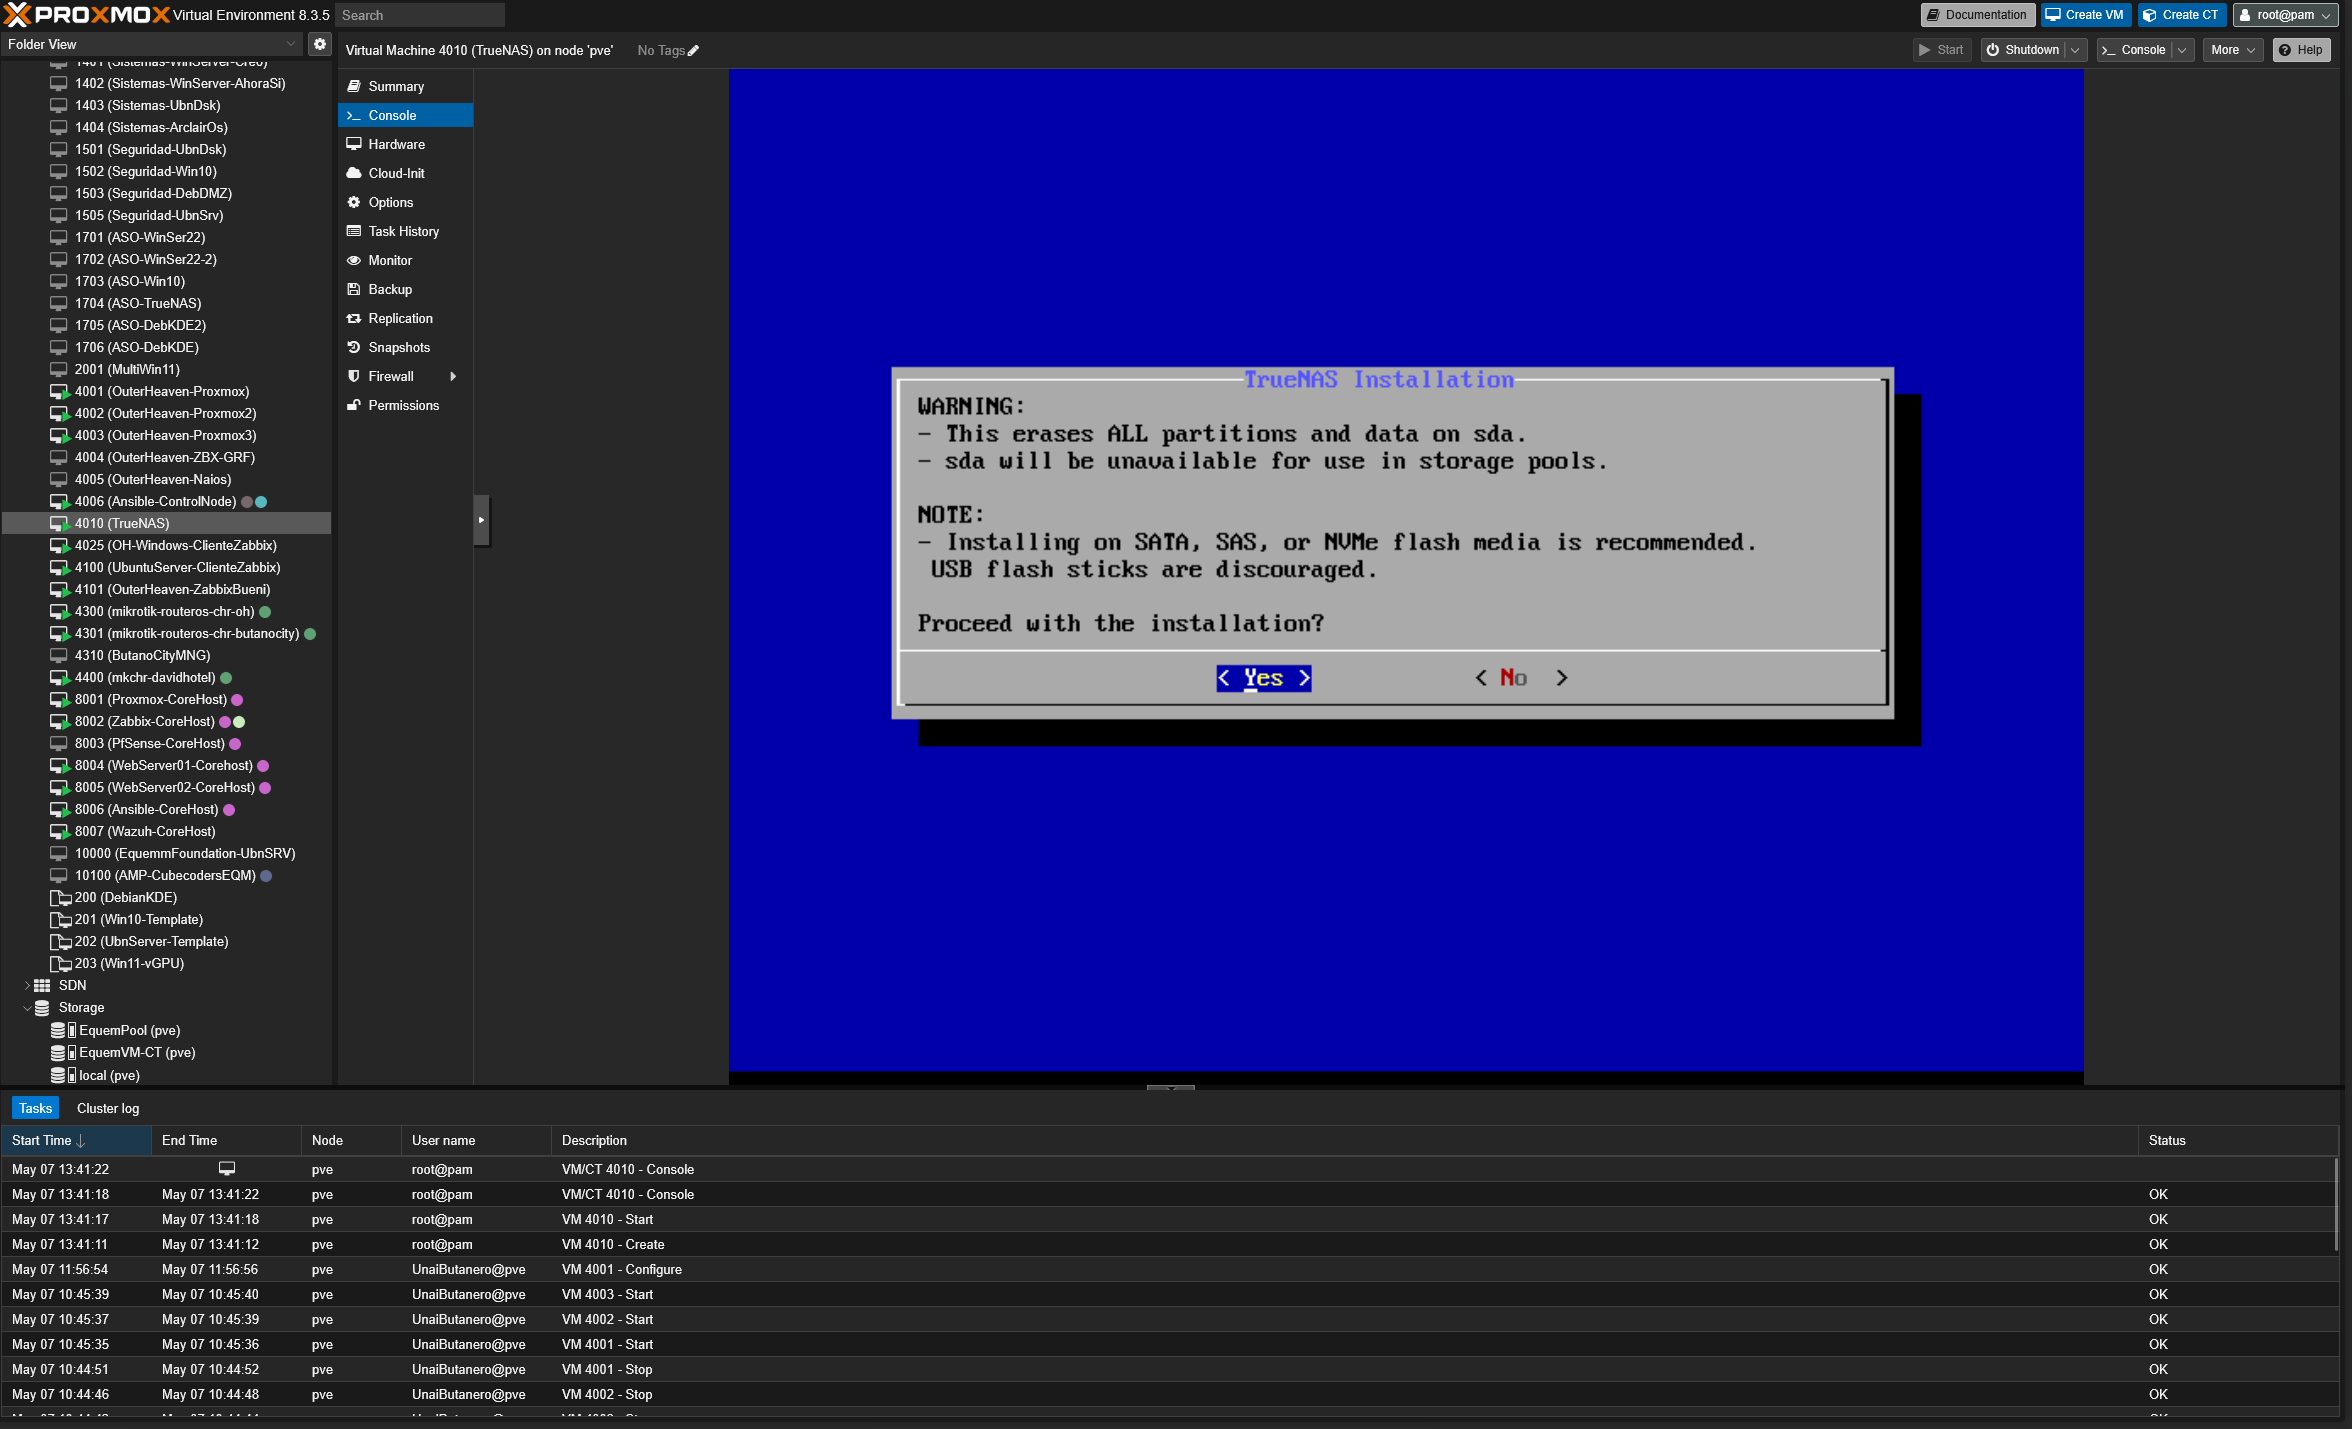 PROXMOX Virtual Environment 8.3.5 Search
Documentation Create VM Create CT root@pam
Folder View
Virtual Machine 4010 (TrueNAS) on node 'pve' No Tags
Start Shutdown Console More Help
1401 (Sistemas-WinServer-Creo)
1402 (Sistemas-WinServer-AhoraSi)
1403 (Sistemas-UbnDsk)
1404 (Sistemas-ArclairOs)
1501 (Seguridad-UbnDsk)
1502 (Seguridad-Win10)
1503 (Seguridad-DebDMZ)
1505 (Seguridad-UbnSrv)
1701 (ASO-WinSer22)
1702 (ASO-WinSer22-2)
1703 (ASO-Win10)
1704 (ASO-TrueNAS)
1705 (ASO-DebKDE2)
1706 (ASO-DebKDE)
2001 (MultiWin11)
4001 (OuterHeaven-Proxmox)
4002 (OuterHeaven-Proxmox2)
4003 (OuterHeaven-Proxmox3)
4004 (OuterHeaven-ZBX-GRF)
4005 (OuterHeaven-Naios)
4006 (Ansible-ControlNode)
4010 (TrueNAS)
4025 (OH-Windows-ClienteZabbix)
4100 (UbuntuServer-ClienteZabbix)
4101 (OuterHeaven-ZabbixBueni)
4300 (mikrotik-routeros-chr-oh)
4301 (mikrotik-routeros-chr-butanocity)
4310 (ButanoCityMNG)
4400 (mkchr-davidhotel)
8001 (Proxmox-CoreHost)
8002 (Zabbix-CoreHost)
8003 (PfSense-CoreHost)
8004 (WebServer01-Corehost)
8005 (WebServer02-CoreHost)
8006 (Ansible-CoreHost)
8007 (Wazuh-CoreHost)
10000 (EquemmFoundation-UbnSRV)
10100 (AMP-CubecodersEQM)
200 (DebianKDE)
201 (Win10-Template)
202 (UbnServer-Template)
203 (Win11-vGPU)
SDN
Storage
EquemPool (pve)
EquemVM-CT (pve)
local (pve)
Summary
Console
Hardware
Cloud-Init
Options
Task History
Monitor
Backup
Replication
Snapshots
Firewall
Permissions
TrueNAS Installation
WARNING:
- This erases ALL partitions and data on sda.
- sda will be unavailable for use in storage pools.
NOTE:
- Installing on SATA, SAS, or NVMe flash media is recommended.
USB flash sticks are discouraged.
Proceed with the installation?
< Yes > < No >
Tasks Cluster log
Start Time End Time Node User name Description Status
May 07 13:41:22 pve root@pam VM/CT 4010 - Console
May 07 13:41:18 May 07 13:41:22 pve root@pam VM/CT 4010 - Console OK
May 07 13:41:17 May 07 13:41:18 pve root@pam VM 4010 - Start OK
May 07 13:41:11 May 07 13:41:12 pve root@pam VM 4010 - Create OK
May 07 11:56:54 May 07 11:56:56 pve UnaiButanero@pve VM 4001 - Configure OK
May 07 10:45:39 May 07 10:45:40 pve UnaiButanero@pve VM 4003 - Start OK
May 07 10:45:37 May 07 10:45:39 pve UnaiButanero@pve VM 4002 - Start OK
May 07 10:45:35 May 07 10:45:36 pve UnaiButanero@pve VM 4001 - Start OK
May 07 10:44:51 May 07 10:44:52 pve UnaiButanero@pve VM 4001 - Stop OK
May 07 10:44:46 May 07 10:44:48 pve UnaiButanero@pve VM 4002 - Stop OK